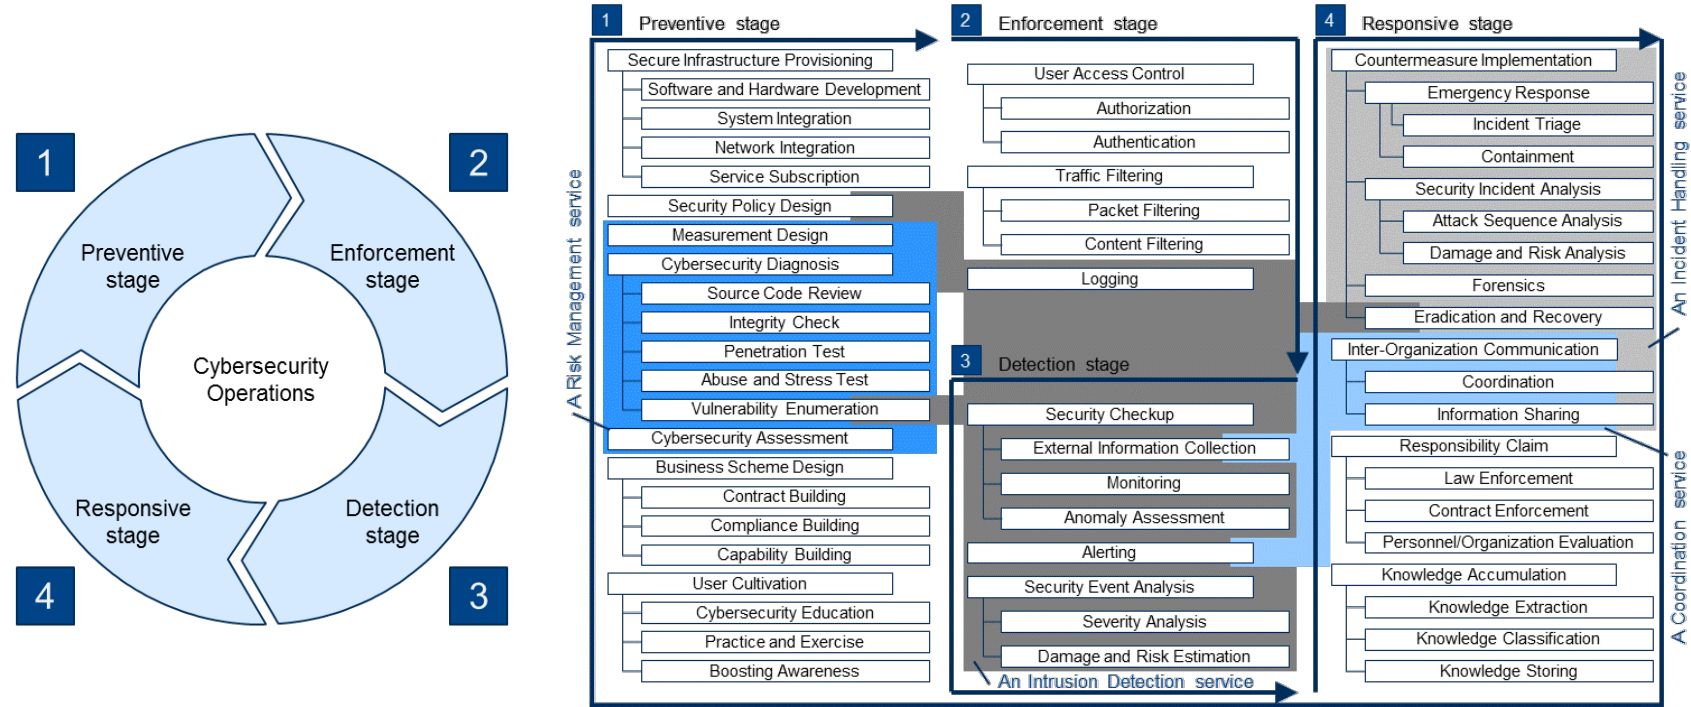 1
2
Preventive
stage
Enforcement
stage
Cybersecurity
Operations
Responsive
stage
Detection
stage
4
3
1 Preventive stage
Secure Infrastructure Provisioning
Software and Hardware Development
System Integration
Network Integration
Service Subscription
Security Policy Design
Measurement Design
Cybersecurity Diagnosis
Source Code Review
Integrity Check
Penetration Test
Abuse and Stress Test
Vulnerability Enumeration
Cybersecurity Assessment
Business Scheme Design
Contract Building
Compliance Building
Capability Building
User Cultivation
Cybersecurity Education
Practice and Exercise
Boosting Awareness
A Risk Management service
2 Enforcement stage
User Access Control
Authorization
Authentication
Traffic Filtering
Packet Filtering
Content Filtering
Logging
3 Detection stage
Security Checkup
External Information Collection
Monitoring
Anomaly Assessment
Alerting
Security Event Analysis
Severity Analysis
Damage and Risk Estimation
An Intrusion Detection service
4 Responsive stage
Countermeasure Implementation
Emergency Response
Incident Triage
Containment
Security Incident Analysis
Attack Sequence Analysis
Damage and Risk Analysis
Forensics
Eradication and Recovery
Inter-Organization Communication
Coordination
Information Sharing
Responsibility Claim
Law Enforcement
Contract Enforcement
Personnel/Organization Evaluation
Knowledge Accumulation
Knowledge Extraction
Knowledge Classification
Knowledge Storing
An Incident Handling service
A Coordination service